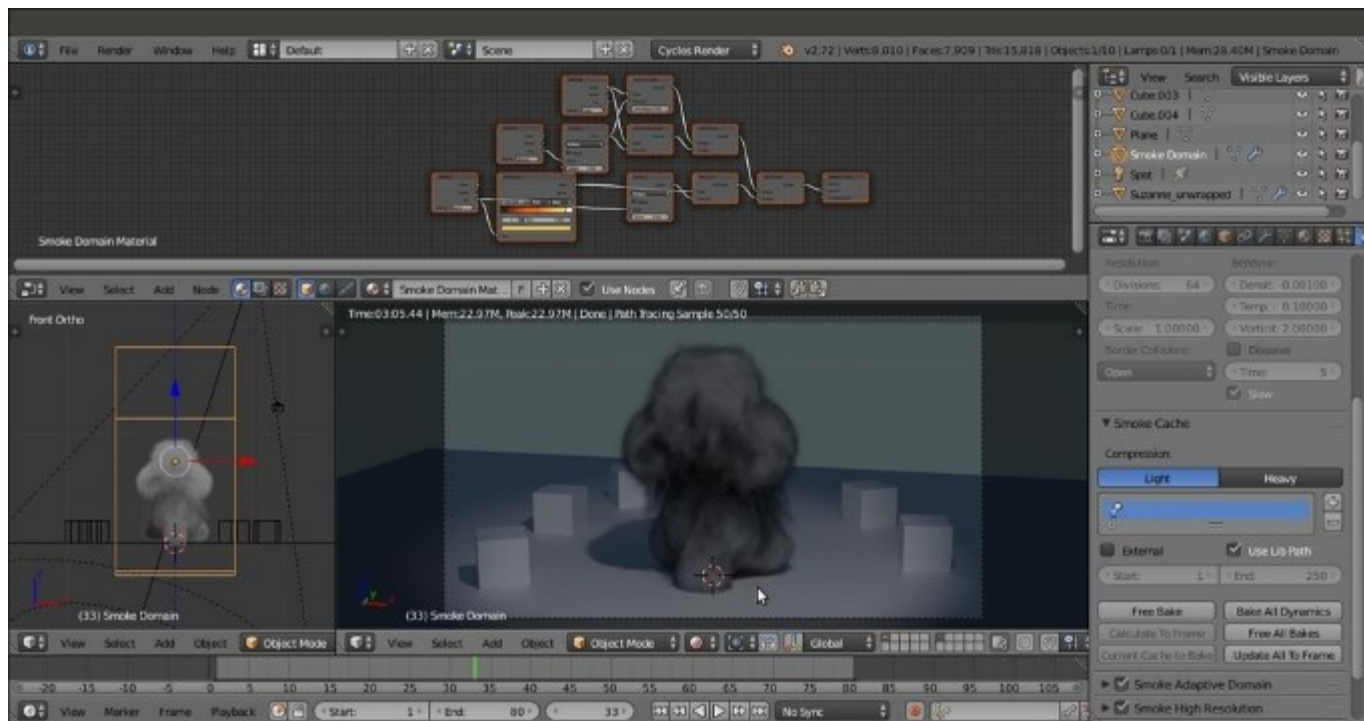 File Render Window Help Default Scene Cycles Render v2.72 | Verts:8,010 | Faces:7,909 | Tris:15,818 | Objects:1/10 | Lamps:0/1 | Mem:28.40M | Smoke Domain
View Search Visible Layers
Cube.003
Cube.004
Plane
Smoke Domain
Spot
Suzanne_unwrapped
Smoke Domain Material
View Select Add Node Smoke Domain Mat... F Use Nodes
Resolution: Behavior:
Divisions: 64 Densit: -0.00100
Time: Temp.: 0.10000
Scale: 1.00000 Vorticit: 2.00000
Border Collisions: Dissolve
Open Time: 5
Slow
Smoke Cache
Compression:
Light Heavy
External Use Lib Path
Start: 1 End: 250
Free Bake Bake All Dynamics
Calculate To Frame Free All Bakes
Current Cache to Bake Update All To Frame
Smoke Adaptive Domain
Smoke High Resolution
Front Ortho
(33) Smoke Domain
Time:03:05.44 | Mem:22.97M, Peak:22.97M | Done | Path Tracing Sample 50/50
(33) Smoke Domain
View Select Add Object Object Mode
View Select Add Object Object Mode Global
-20 -15 -10 -5 0 5 10 15 20 25 30 35 40 45 50 55 60 65 70 75 80 85 90 95 100 105
View Marker Frame Playback Start: 1 End: 80 33 No Sync